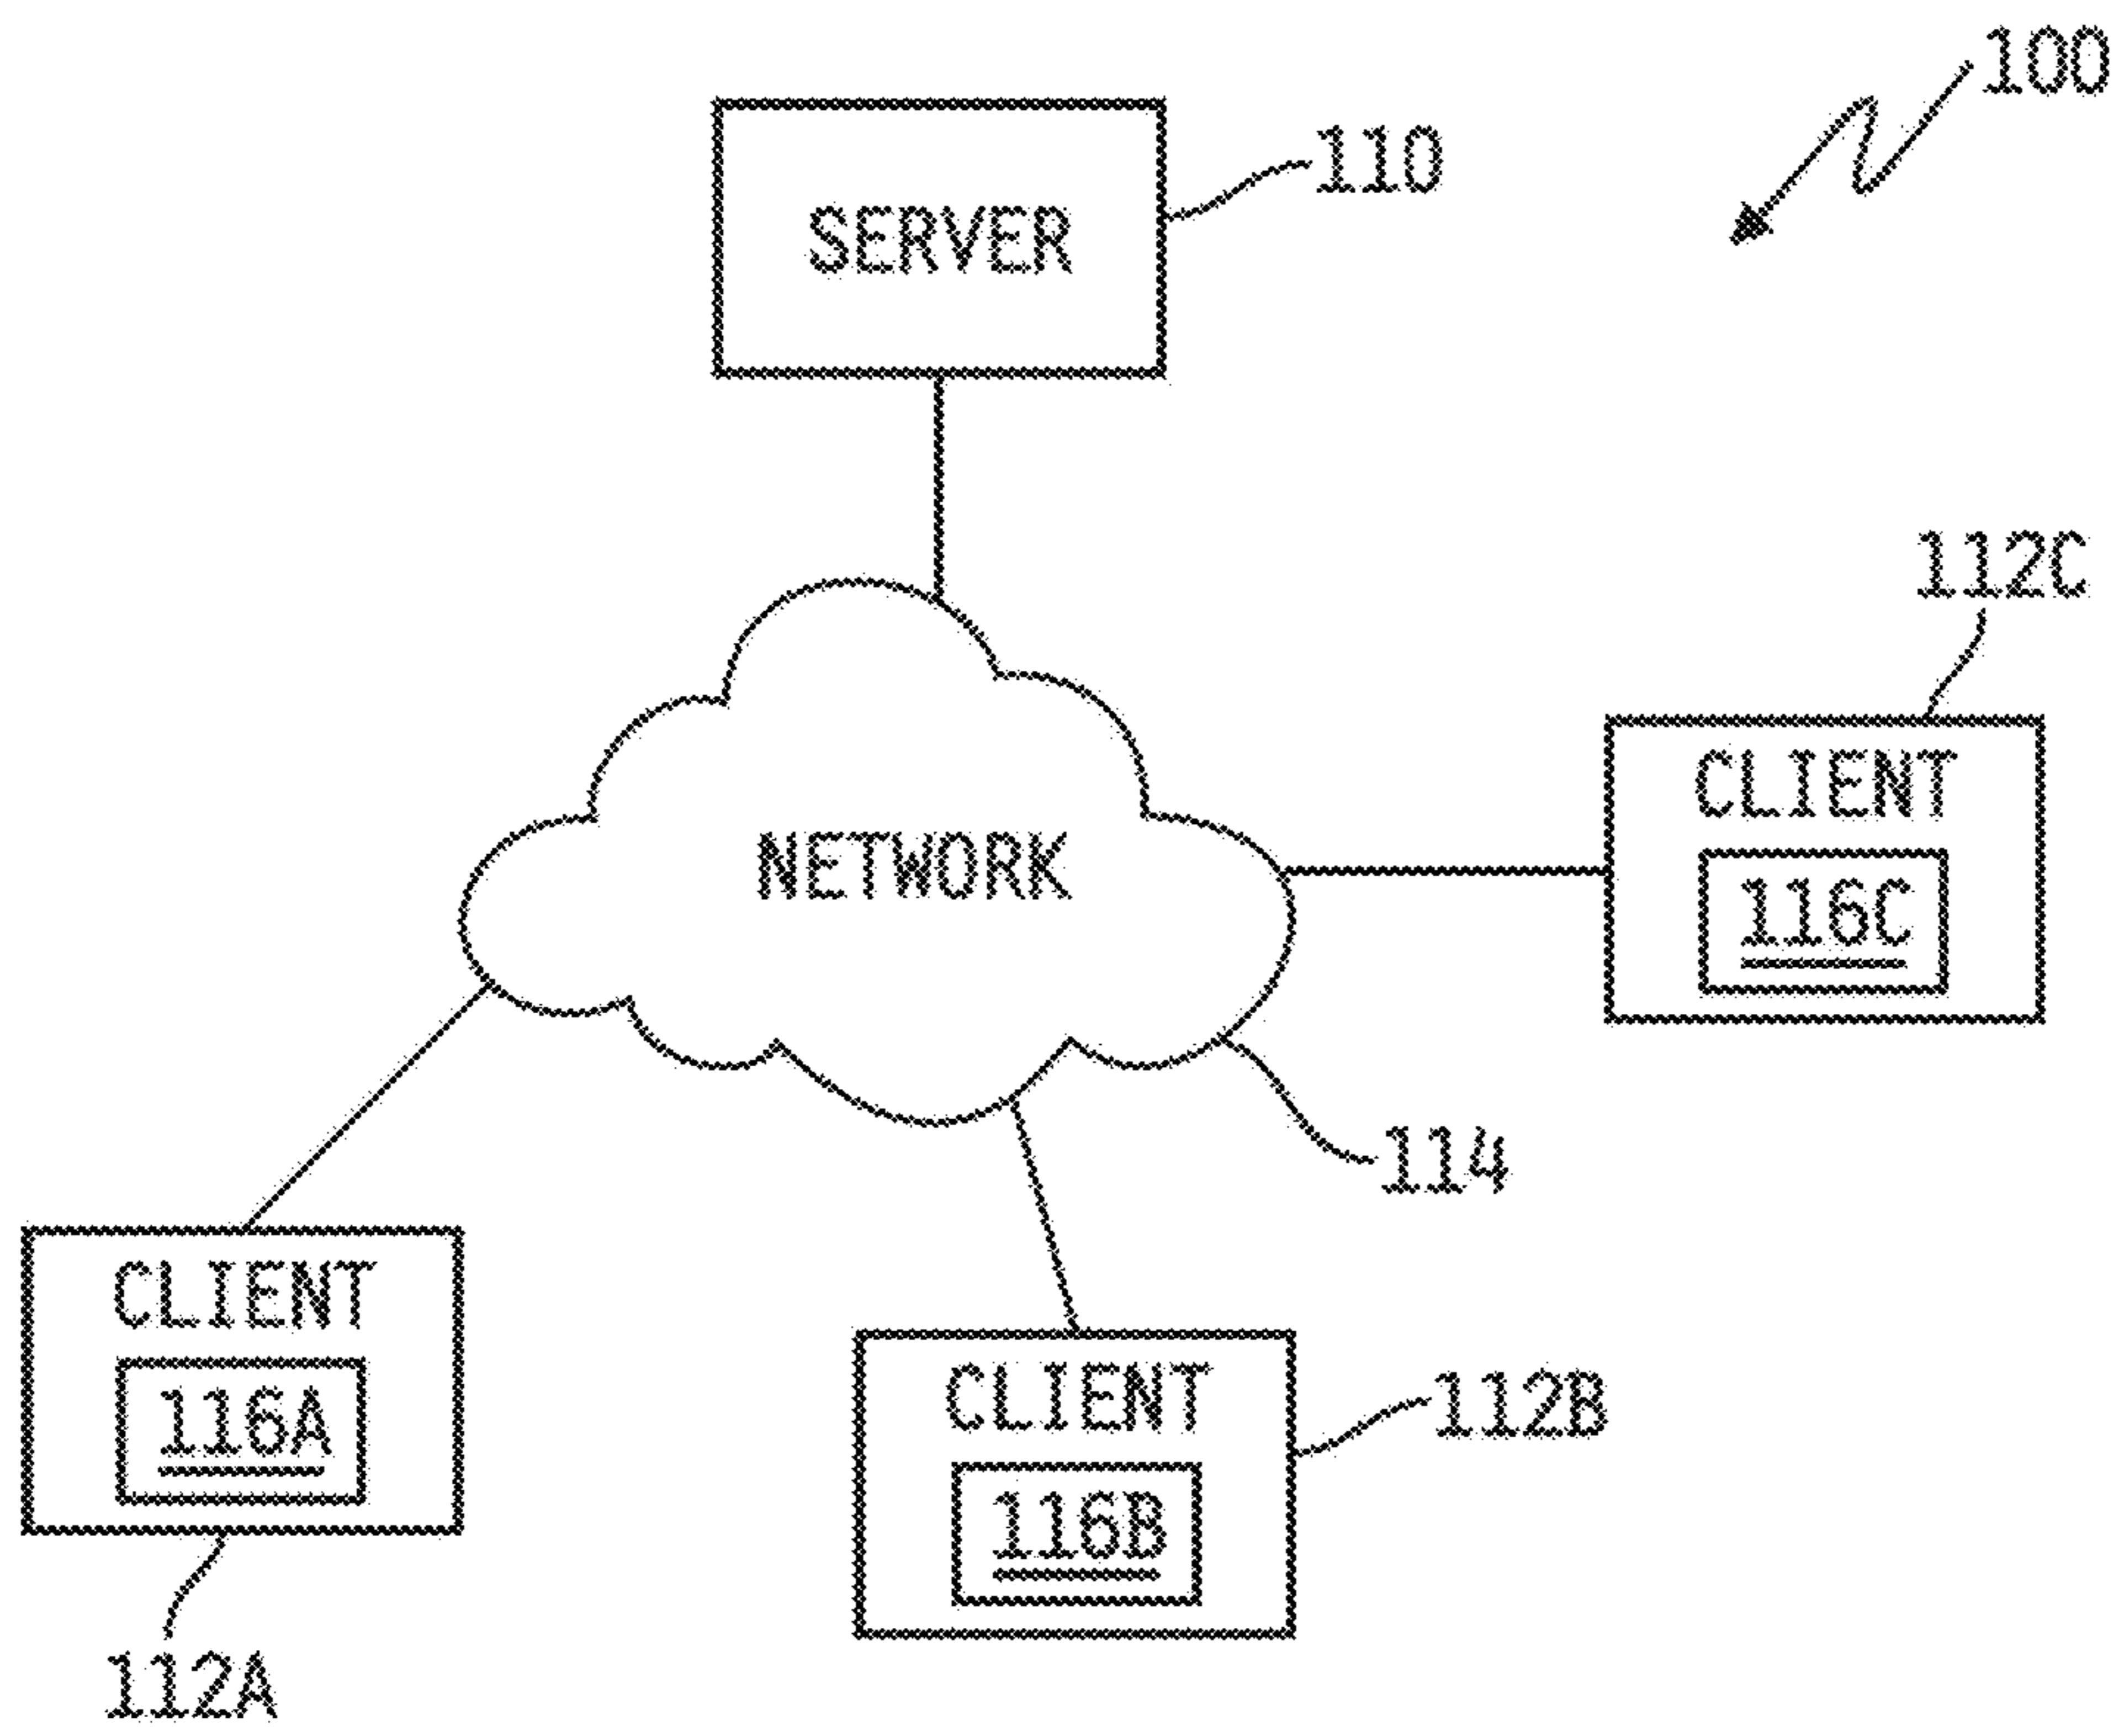 100
110
SERVER
112C
CLIENT
116C
NETWORK
114
CLIENT
116A
112A
CLIENT
116B
112B